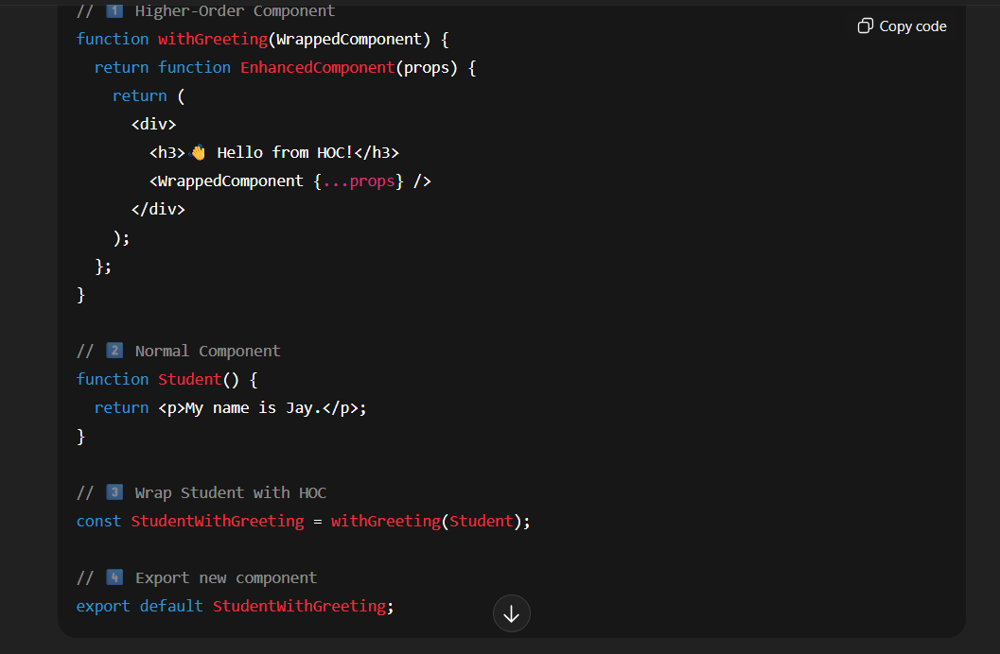 // 1️⃣ Higher-Order Component
Copy code
function withGreeting(WrappedComponent) {
  return function EnhancedComponent(props) {
    return (
      <div>
        <h3>👋 Hello from HOC!</h3>
        <WrappedComponent {...props} />
      </div>
    );
  };
}
// 2️⃣ Normal Component
function Student() {
  return <p>My name is Jay.</p>;
}
// 3️⃣ Wrap Student with HOC
const StudentWithGreeting = withGreeting(Student);
// 4️⃣ Export new component
export default StudentWithGreeting;